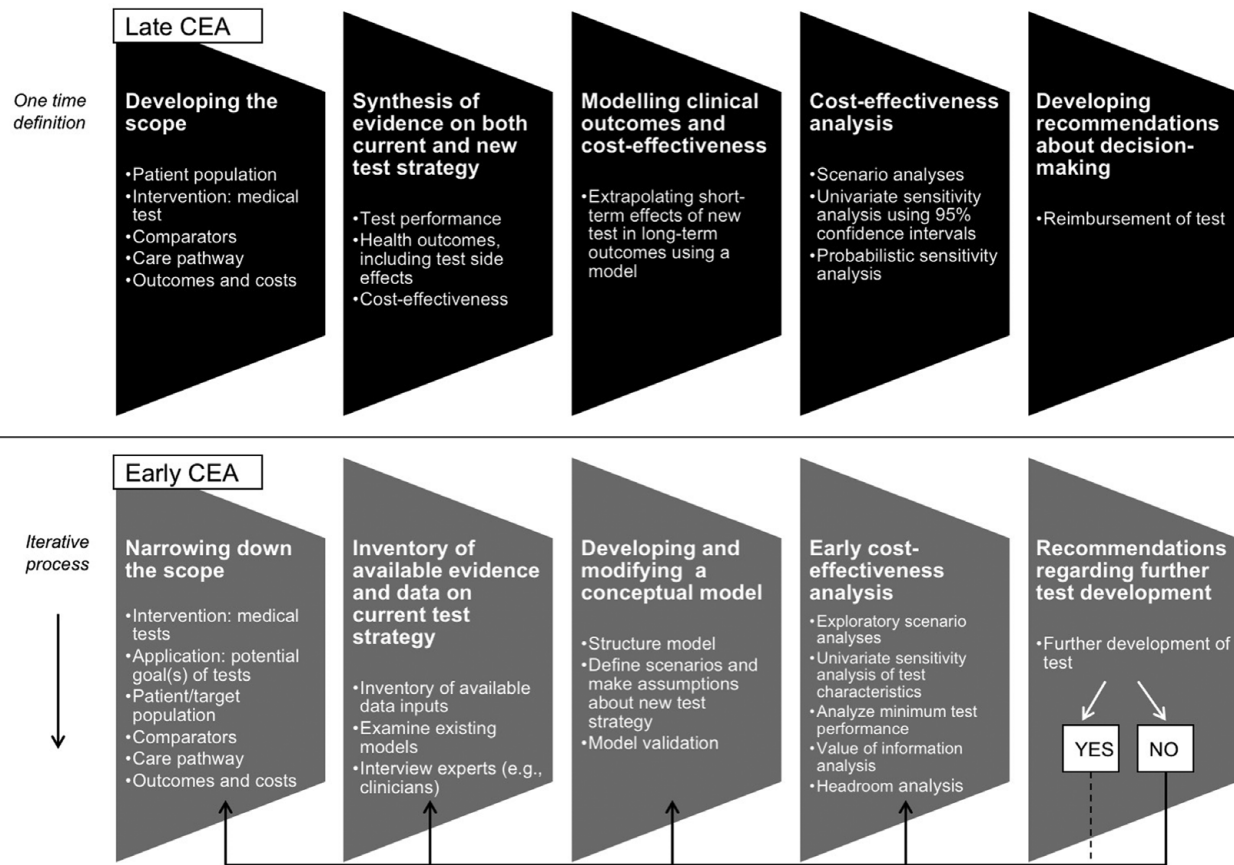 Late CEA
One time
definition
Developing the
scope
•Patient population
•Intervention: medical
test
•Comparators
•Care pathway
•Outcomes and costs
Synthesis of
evidence on both
current and new
test strategy
•Test performance
•Health outcomes,
including test side
effects
•Cost-effectiveness
Modelling clinical
outcomes and
cost-effectiveness
•Extrapolating short-
term effects of new
test in long-term
outcomes using a
model
Cost-effectiveness
analysis
•Scenario analyses
•Univariate sensitivity
analysis using 95%
confidence intervals
•Probabilistic sensitivity
analysis
Developing
recommendations
about decision-
making
•Reimbursement of test
Early CEA
Iterative
process
Narrowing down
the scope
•Intervention: medical
tests
•Application: potential
goal(s) of tests
•Patient/target
population
•Comparators
•Care pathway
•Outcomes and costs
Inventory of
available evidence
and data on
current test
strategy
•Inventory of available
data inputs
•Examine existing
models
•Interview experts (e.g.,
clinicians)
Developing and
modifying a
conceptual model
•Structure model
•Define scenarios and
make assumptions
about new test
strategy
•Model validation
Early cost-
effectiveness
analysis
•Exploratory scenario
analyses
•Univariate sensitivity
analysis of test
characteristics
•Analyze minimum test
performance
•Value of information
analysis
•Headroom analysis
Recommendations
regarding further
test development
•Further development of
test
YES
NO